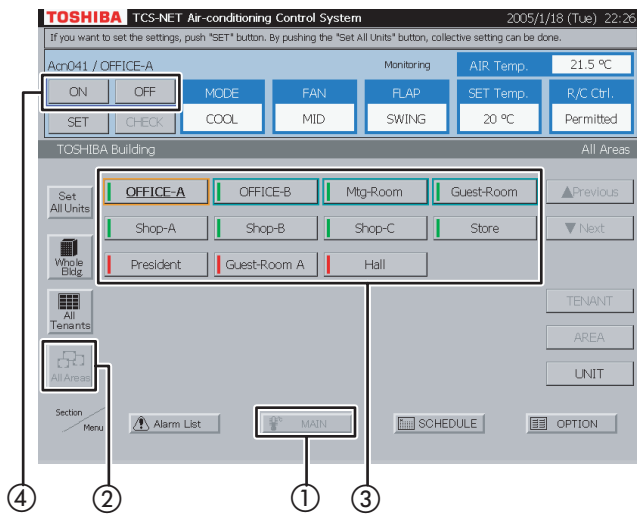 TOSHIBA TCS-NET Air-conditioning Control System 2005/1/18 (Tue) 22:26
If you want to set the settings, push "SET" button. By pushing the "Set All Units" button, collective setting can be done.
Acn041 / OFFICE-A Monitoring AIR Temp. 21.5 ºC
ON OFF MODE FAN FLAP SET Temp. R/C Ctrl.
SET CHECK COOL MID SWING 20 ºC Permitted
TOSHIBA Building All Areas
Set
All Units
OFFICE-A OFFICE-B Mtg-Room Guest-Room ▲Previous
Shop-A Shop-B Shop-C Store ▼Next
Whole
Bldg
President Guest-Room A Hall
All
Tenants
TENANT
AREA
All Areas
UNIT
Section
Menu
Alarm List MAIN SCHEDULE OPTION
④ ② ① ③